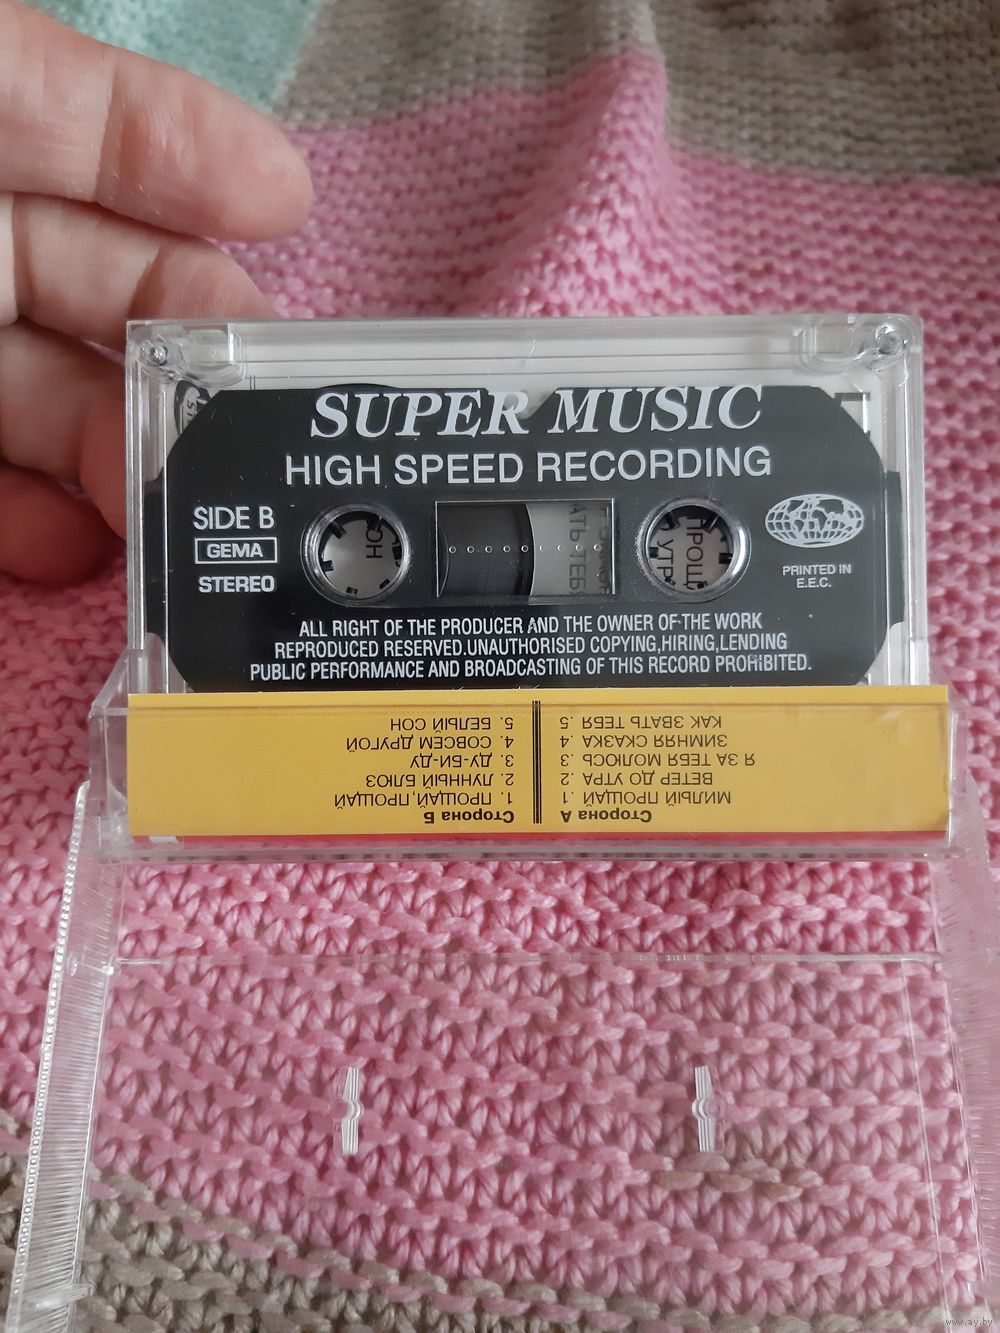 SUPER MUSIC
HIGH SPEED RECORDING
SIDE B
GEMA
STEREO
PRINTED IN
E.E.C.
ALL RIGHT OF THE PRODUCER AND THE OWNER OF THE WORK
REPRODUCED RESERVED.UNAUTHORISED COPYING,HIRING,LENDING
PUBLIC PERFORMANCE AND BROADCASTING OF THIS RECORD PROHIBITED.
Сторона А
1. МИЛЫЙ ПРОЩАЙ
2. ВЕТЕР ДО УТРА
3. Я ЗА ТЕБЯ МОЛЮСЬ
4. ЗИМНЯЯ СКАЗКА
5. КАК ЗВАТЬ ТЕБЯ
Сторона Б
1. ПРОЩАЙ,ПРОЩАЙ
2. ЛУННЫЙ БЛЮЗ
3. ДУ-БИ-ДУ
4. СОВСЕМ ДРУГОЙ
5. БЕЛЫЙ СОН
www.ay.by